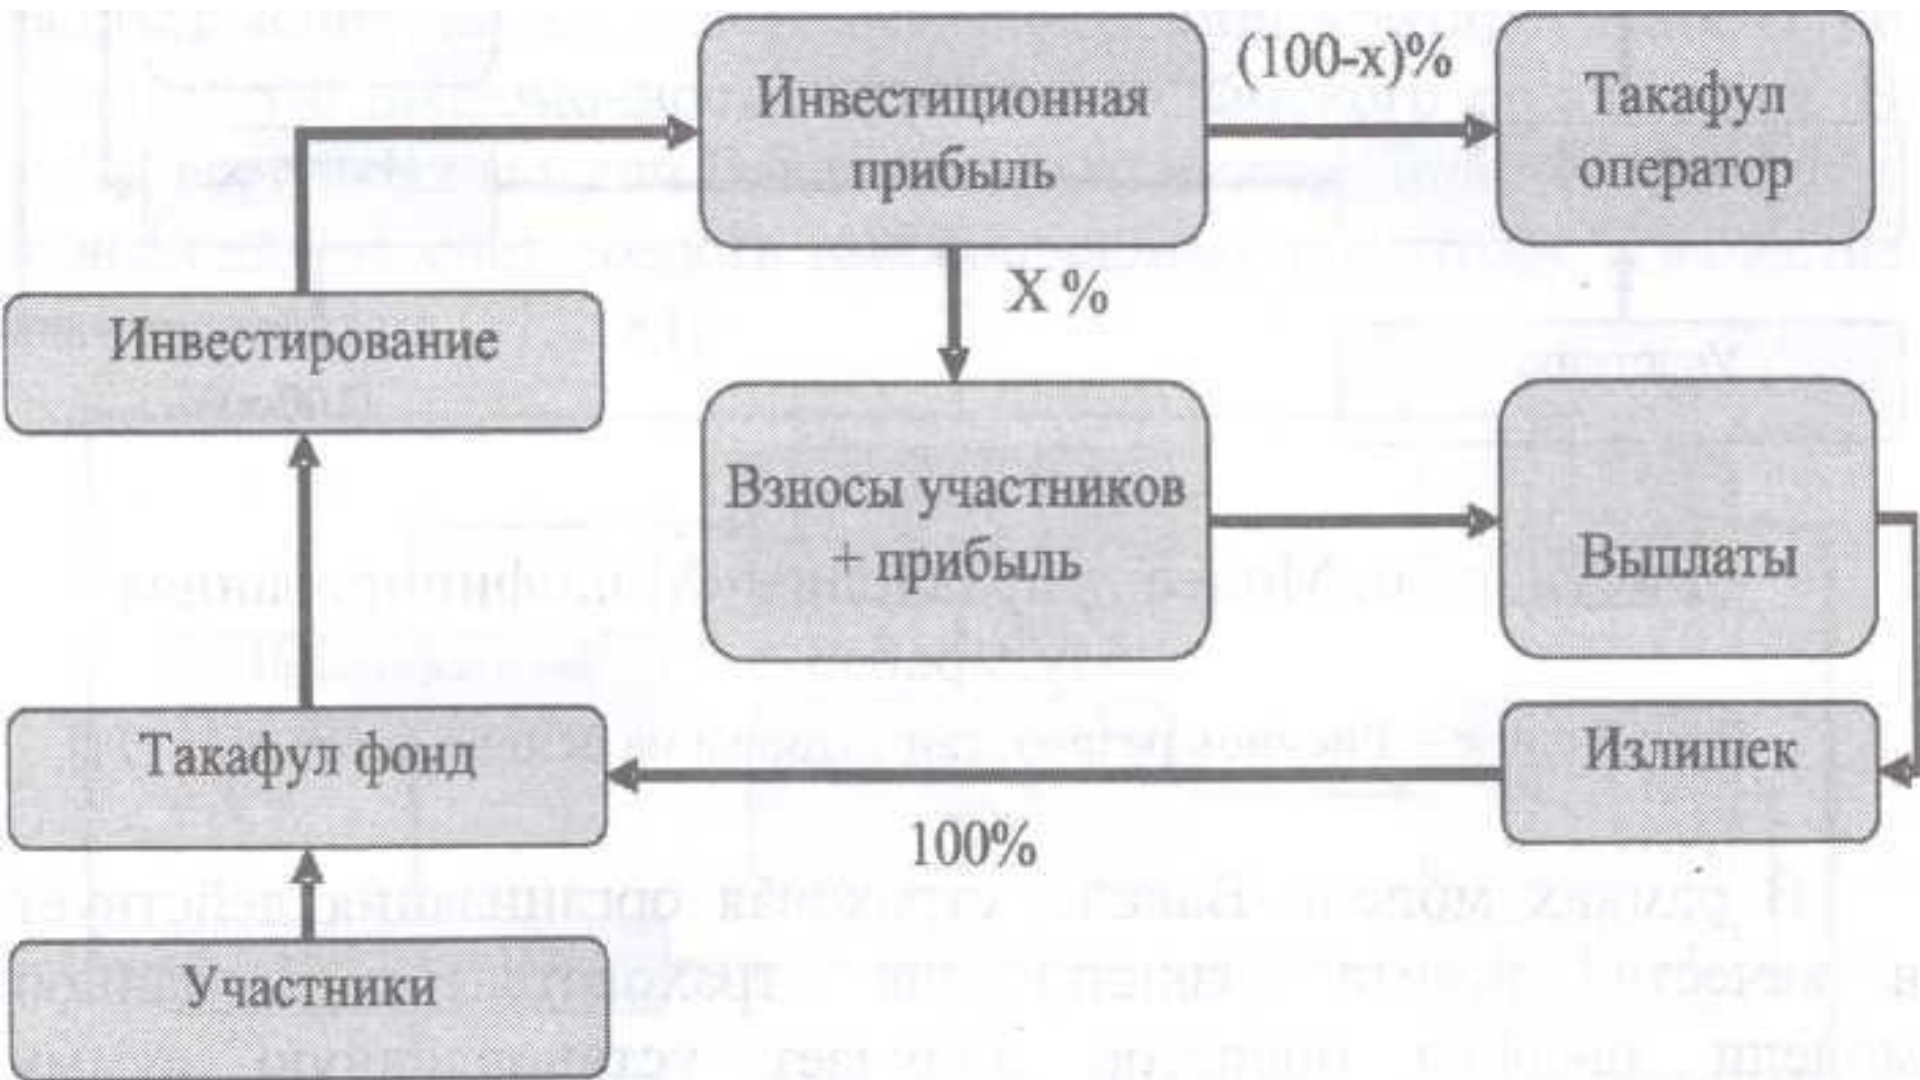 Инвестиционная
прибыль
(100-x)%
Такафул
оператор
X %
Инвестирование
Взносы участников
+ прибыль
Выплаты
Такафул фонд
Излишек
100%
Участники